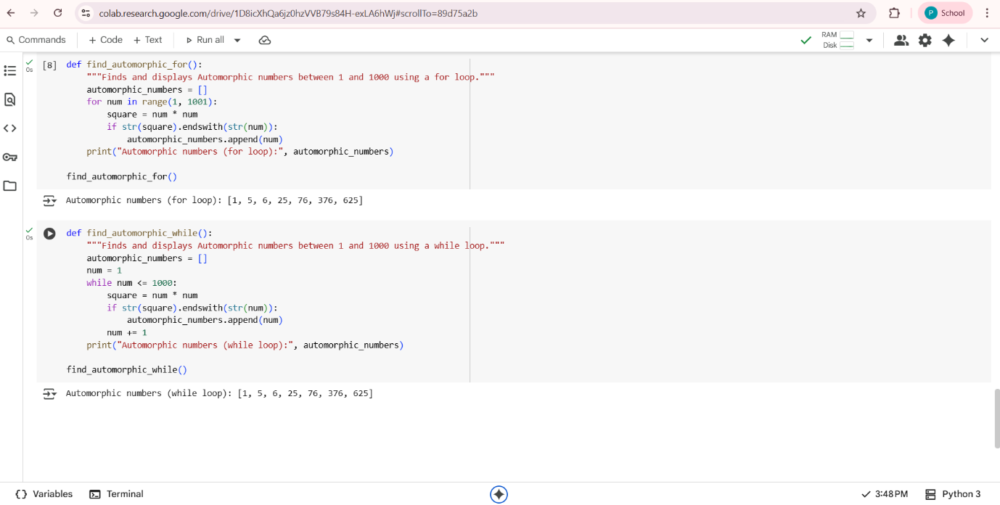 colab.research.google.com/drive/1D8icXhQa6jz0hzVVB79s84H-exLA6hWj#scrollTo=89d75a2b
P School
Commands + Code + Text Run all RAM Disk
0s
[8] def find_automorphic_for():
    """Finds and displays Automorphic numbers between 1 and 1000 using a for loop."""
    automorphic_numbers = []
    for num in range(1, 1001):
        square = num * num
        if str(square).endswith(str(num)):
            automorphic_numbers.append(num)
    print("Automorphic numbers (for loop):", automorphic_numbers)
find_automorphic_for()
Automorphic numbers (for loop): [1, 5, 6, 25, 76, 376, 625]
0s
def find_automorphic_while():
    """Finds and displays Automorphic numbers between 1 and 1000 using a while loop."""
    automorphic_numbers = []
    num = 1
    while num <= 1000:
        square = num * num
        if str(square).endswith(str(num)):
            automorphic_numbers.append(num)
        num += 1
    print("Automorphic numbers (while loop):", automorphic_numbers)
find_automorphic_while()
Automorphic numbers (while loop): [1, 5, 6, 25, 76, 376, 625]
{} Variables Terminal 3:48 PM Python 3